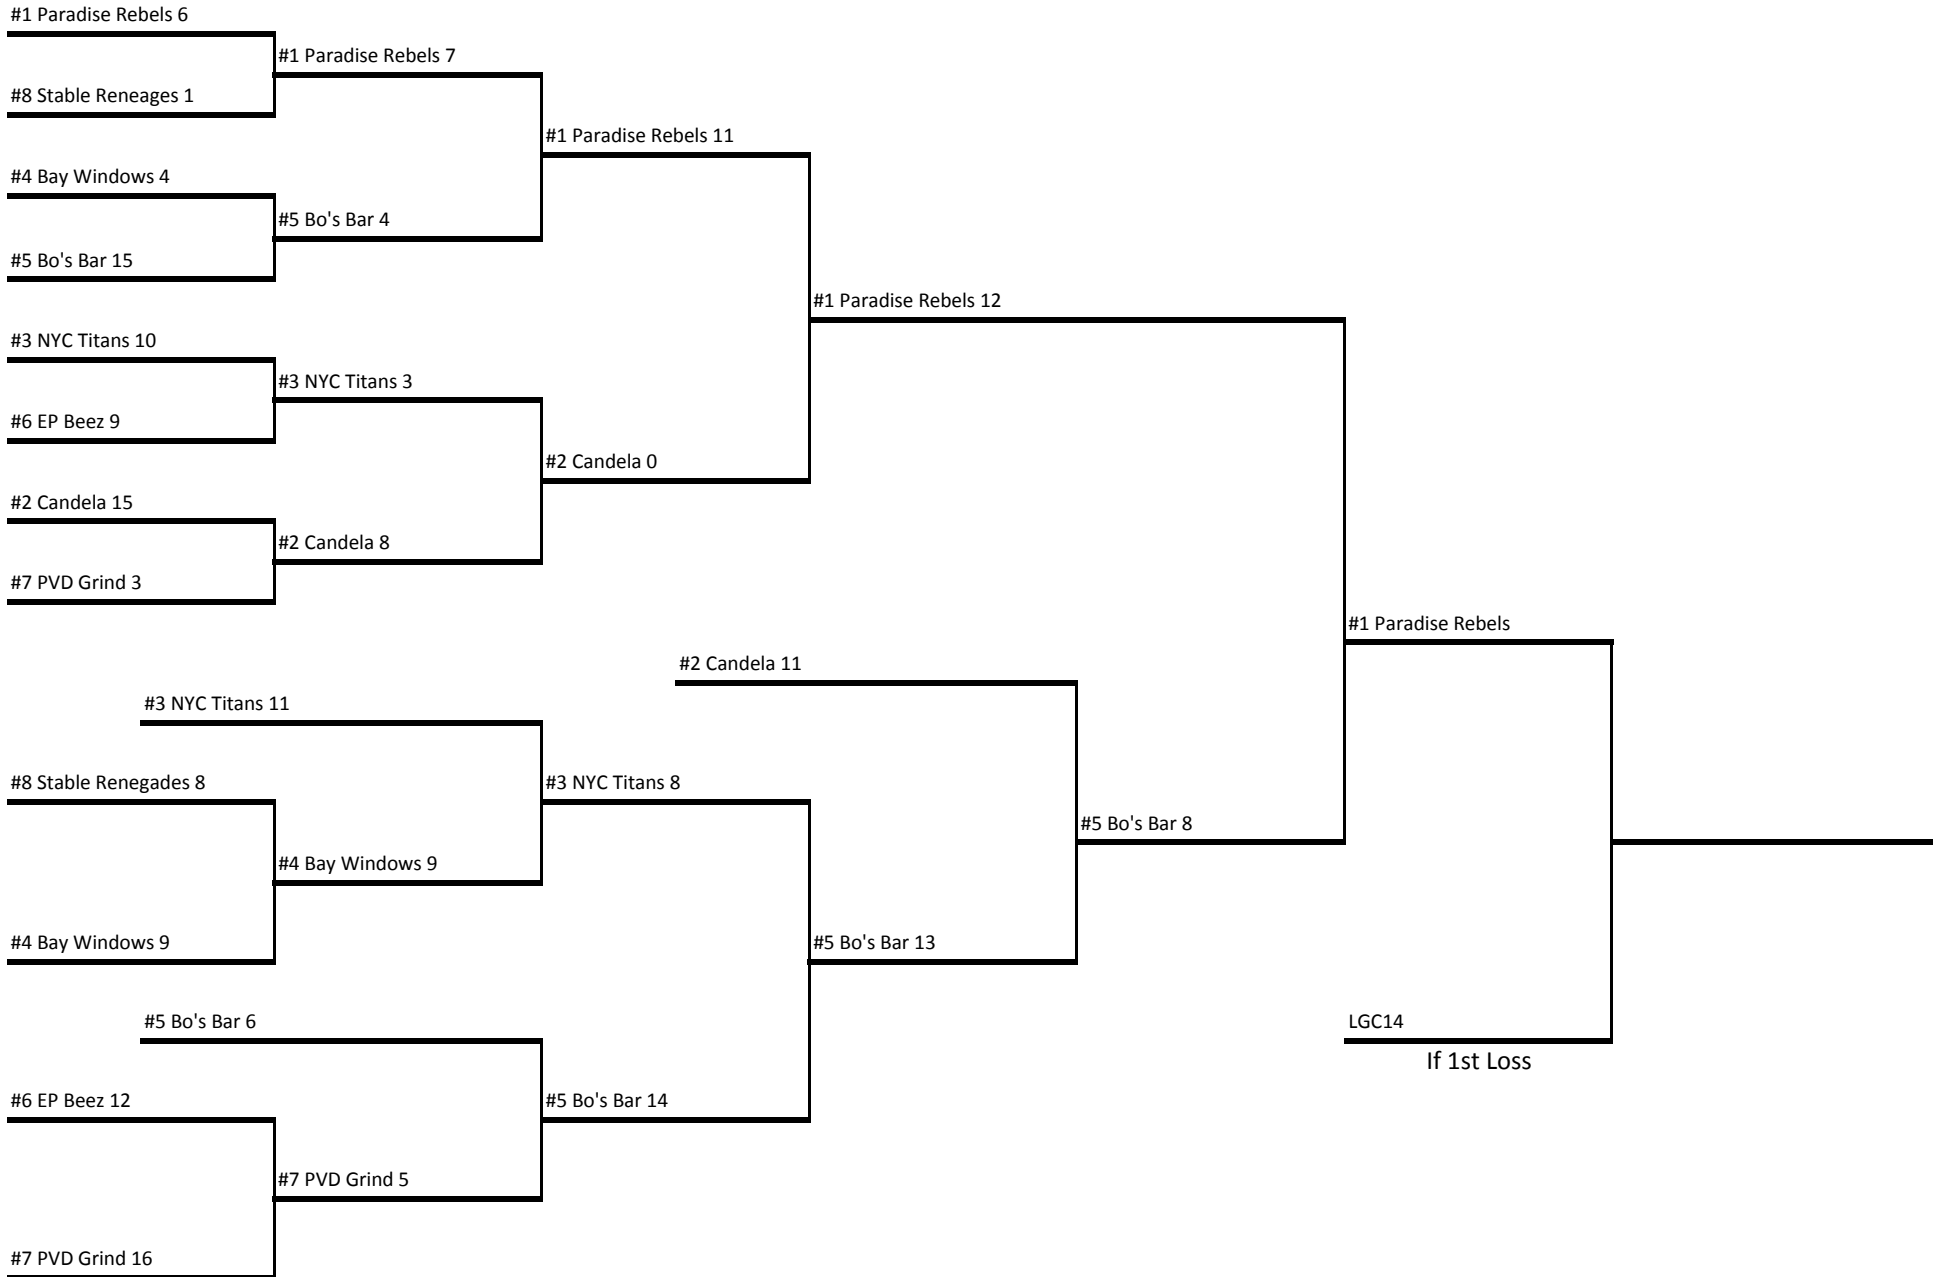 #1 Paradise Rebels 6
#1 Paradise Rebels 7
#8 Stable Reneages 1
#1 Paradise Rebels 11
#4 Bay Windows 4
#5 Bo's Bar 4
#5 Bo's Bar 15
#1 Paradise Rebels 12
#3 NYC Titans 10
#3 NYC Titans 3
#6 EP Beez 9
#2 Candela 0
#2 Candela 15
#2 Candela 8
#7 PVD Grind 3
#1 Paradise Rebels
#2 Candela 11
#3 NYC Titans 11
#8 Stable Renegades 8
#3 NYC Titans 8
#5 Bo's Bar 8
#4 Bay Windows 9
#4 Bay Windows 9
#5 Bo's Bar 13
#5 Bo's Bar 6
LGC14
If 1st Loss
#6 EP Beez 12
#5 Bo's Bar 14
#7 PVD Grind 5
#7 PVD Grind 16